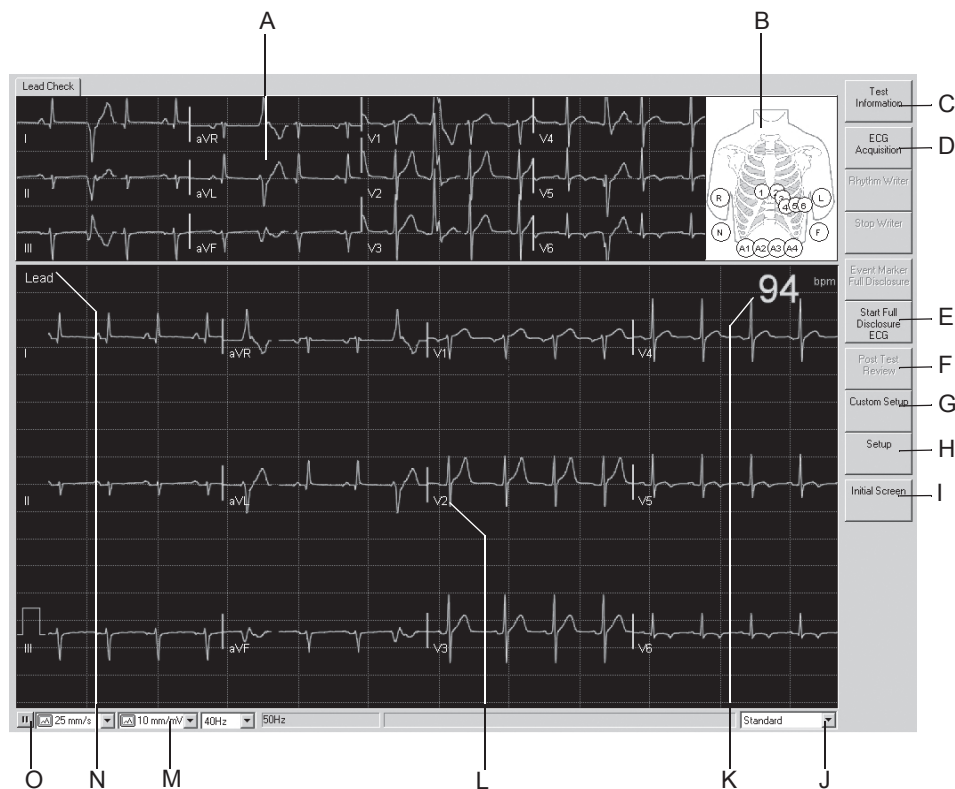 A
B
Lead Check
I
aVR
V1
V4
II
aVL
V2
V5
III
aVF
V3
V6
R
L
N
F
1
2
3
4
5
6
A1
A2
A3
A4
Test
Information
C
ECG
Acquisition
D
Rhythm Writer
Stop Writer
Event Marker
Full Disclosure
Start Full
Disclosure
ECG
E
Post Test
Review
F
Custom Setup
G
Setup
H
Initial Screen
I
Lead
94 bpm
I
aVR
V1
V4
II
aVL
V2
V5
III
aVF
V3
V6
25 mm/s
10 mm/mV
40Hz
50Hz
Standard
O
N
M
L
K
J